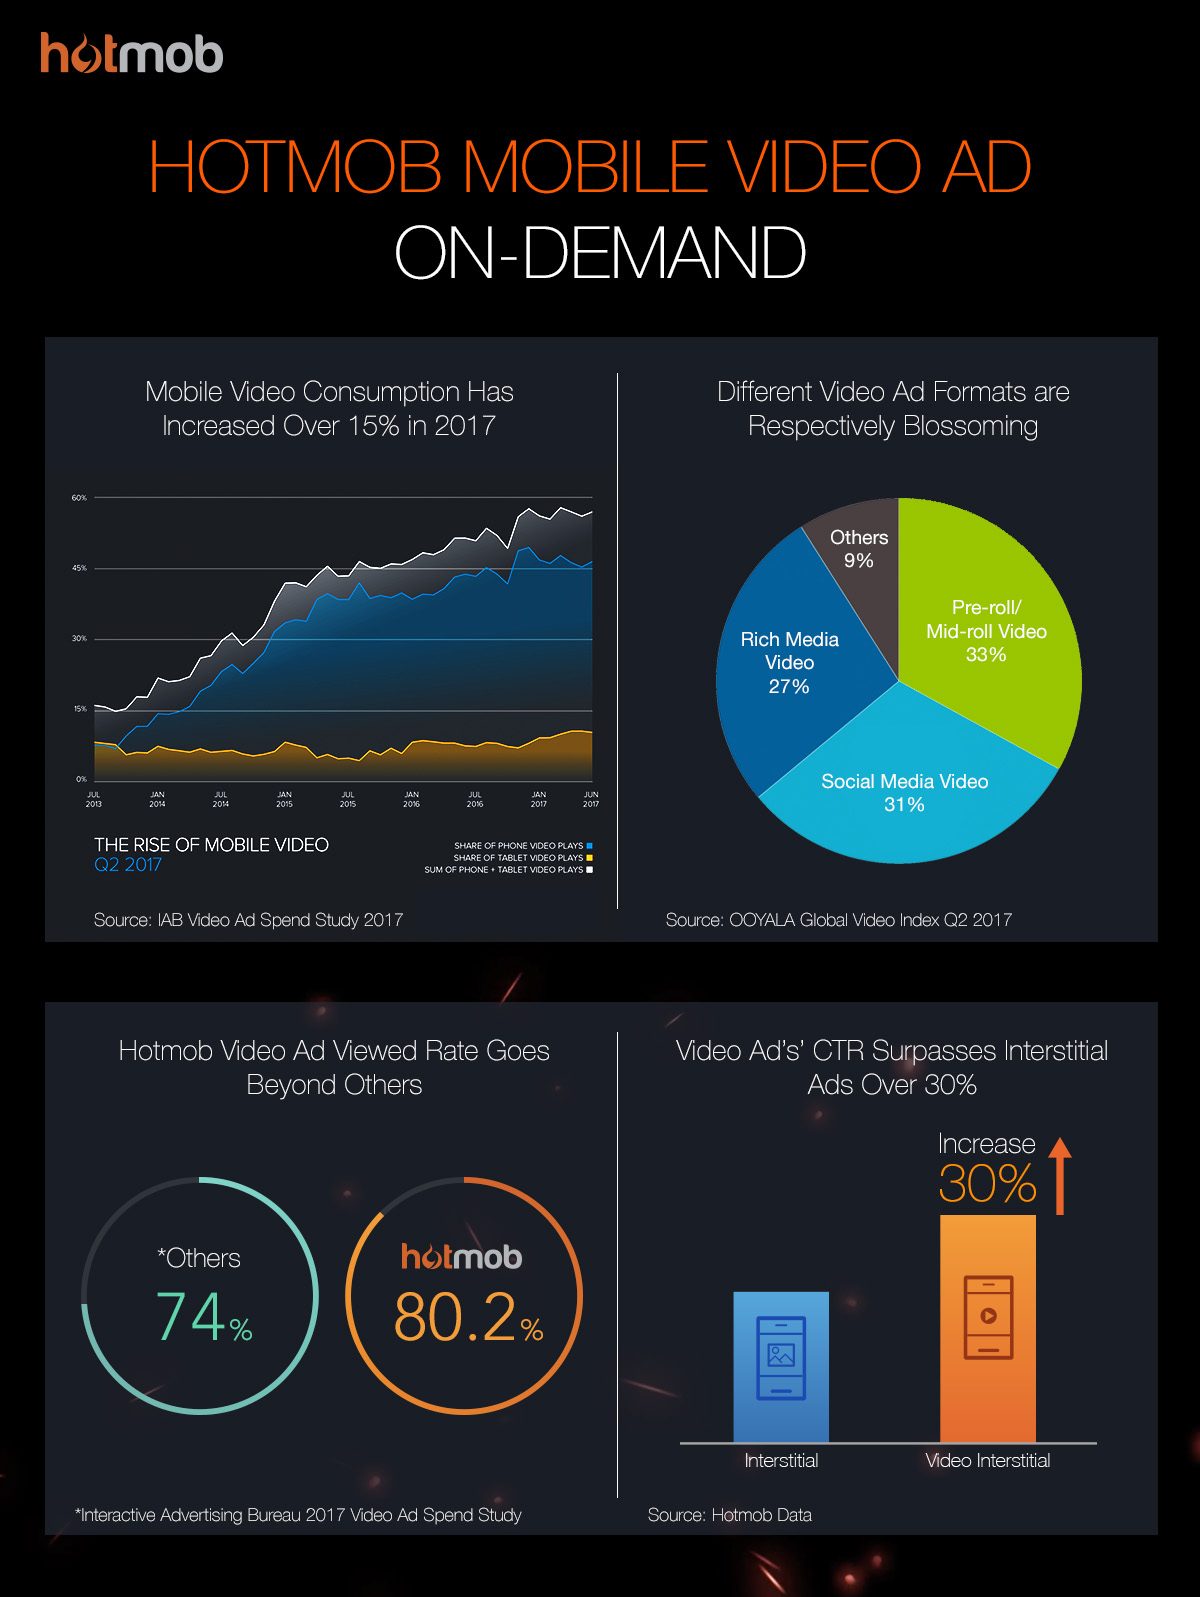 hotmob
HOTMOB MOBILE VIDEO AD
ON-DEMAND
Mobile Video Consumption Has
Increased Over 15% in 2017
60%
45%
30%
15%
0%
JUL
2013
JAN
2014
JUL
2014
JAN
2015
JUL
2015
JAN
2016
JUL
2016
JAN
2017
JUN
2017
THE RISE OF MOBILE VIDEO
Q2 2017
SHARE OF PHONE VIDEO PLAYS
SHARE OF TABLET VIDEO PLAYS
SUM OF PHONE + TABLET VIDEO PLAYS
Source: IAB Video Ad Spend Study 2017
Different Video Ad Formats are
Respectively Blossoming
Others
9%
Pre-roll/
Mid-roll Video
33%
Rich Media
Video
27%
Social Media Video
31%
Source: OOYALA Global Video Index Q2 2017
Hotmob Video Ad Viewed Rate Goes
Beyond Others
*Others
74%
hotmob
80.2%
*Interactive Advertising Bureau 2017 Video Ad Spend Study
Video Ad's' CTR Surpasses Interstitial
Ads Over 30%
Increase
30%
Interstitial
Video Interstitial
Source: Hotmob Data